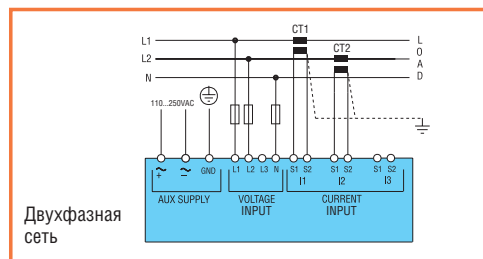 CT1
L1
L
CT2
O
L2
A
N
D
110...250VAC
~ ~ GND L1 L2 L3 N S1 S2 S1 S2 S1 S2
+ – I1 I2 I3
AUX SUPPLY VOLTAGE INPUT CURRENT INPUT
Двухфазная
сеть